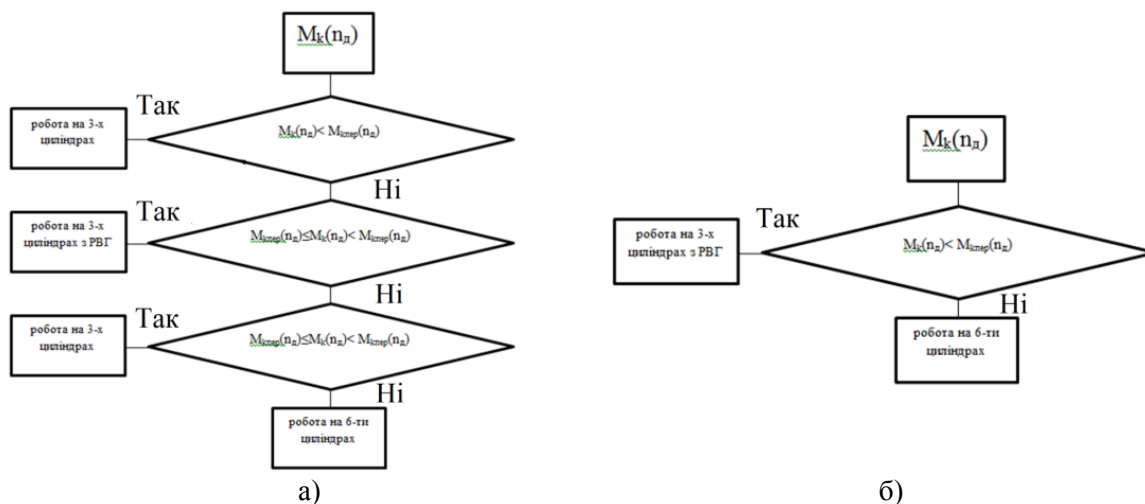 Mk(nд)
Так
робота на 3-х
циліндрах
Mk(nд)< Mkпер(nд)
Ні
Так
робота на 3-х
циліндрах з РВГ
Mkпер(nд)≤Mk(nд)< Mkпер(nд)
Ні
Так
робота на 3-х
циліндрах
Mkпер(nд)≤Mk(nд)< Mkпер(nд)
Ні
робота на 6-ти
циліндрах
а)
Mk(nд)
Так
робота на 3-х
циліндрах з РВГ
Mk(nд)< Mkпер(nд)
Ні
робота на 6-ти
циліндрах
б)